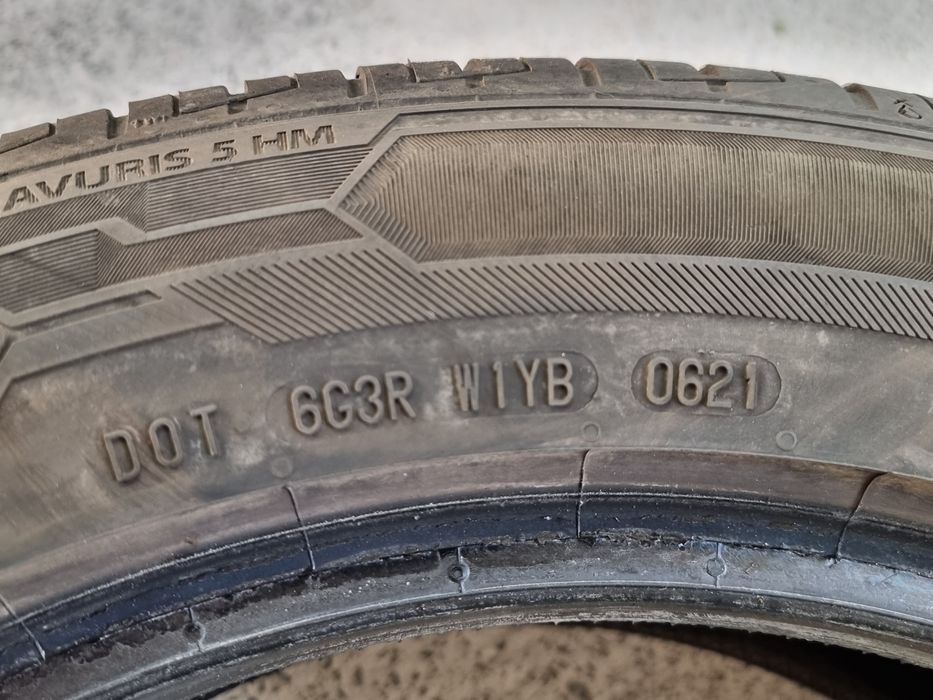 AVURIS 5 HM
DOT 6G3R W1YB 0621